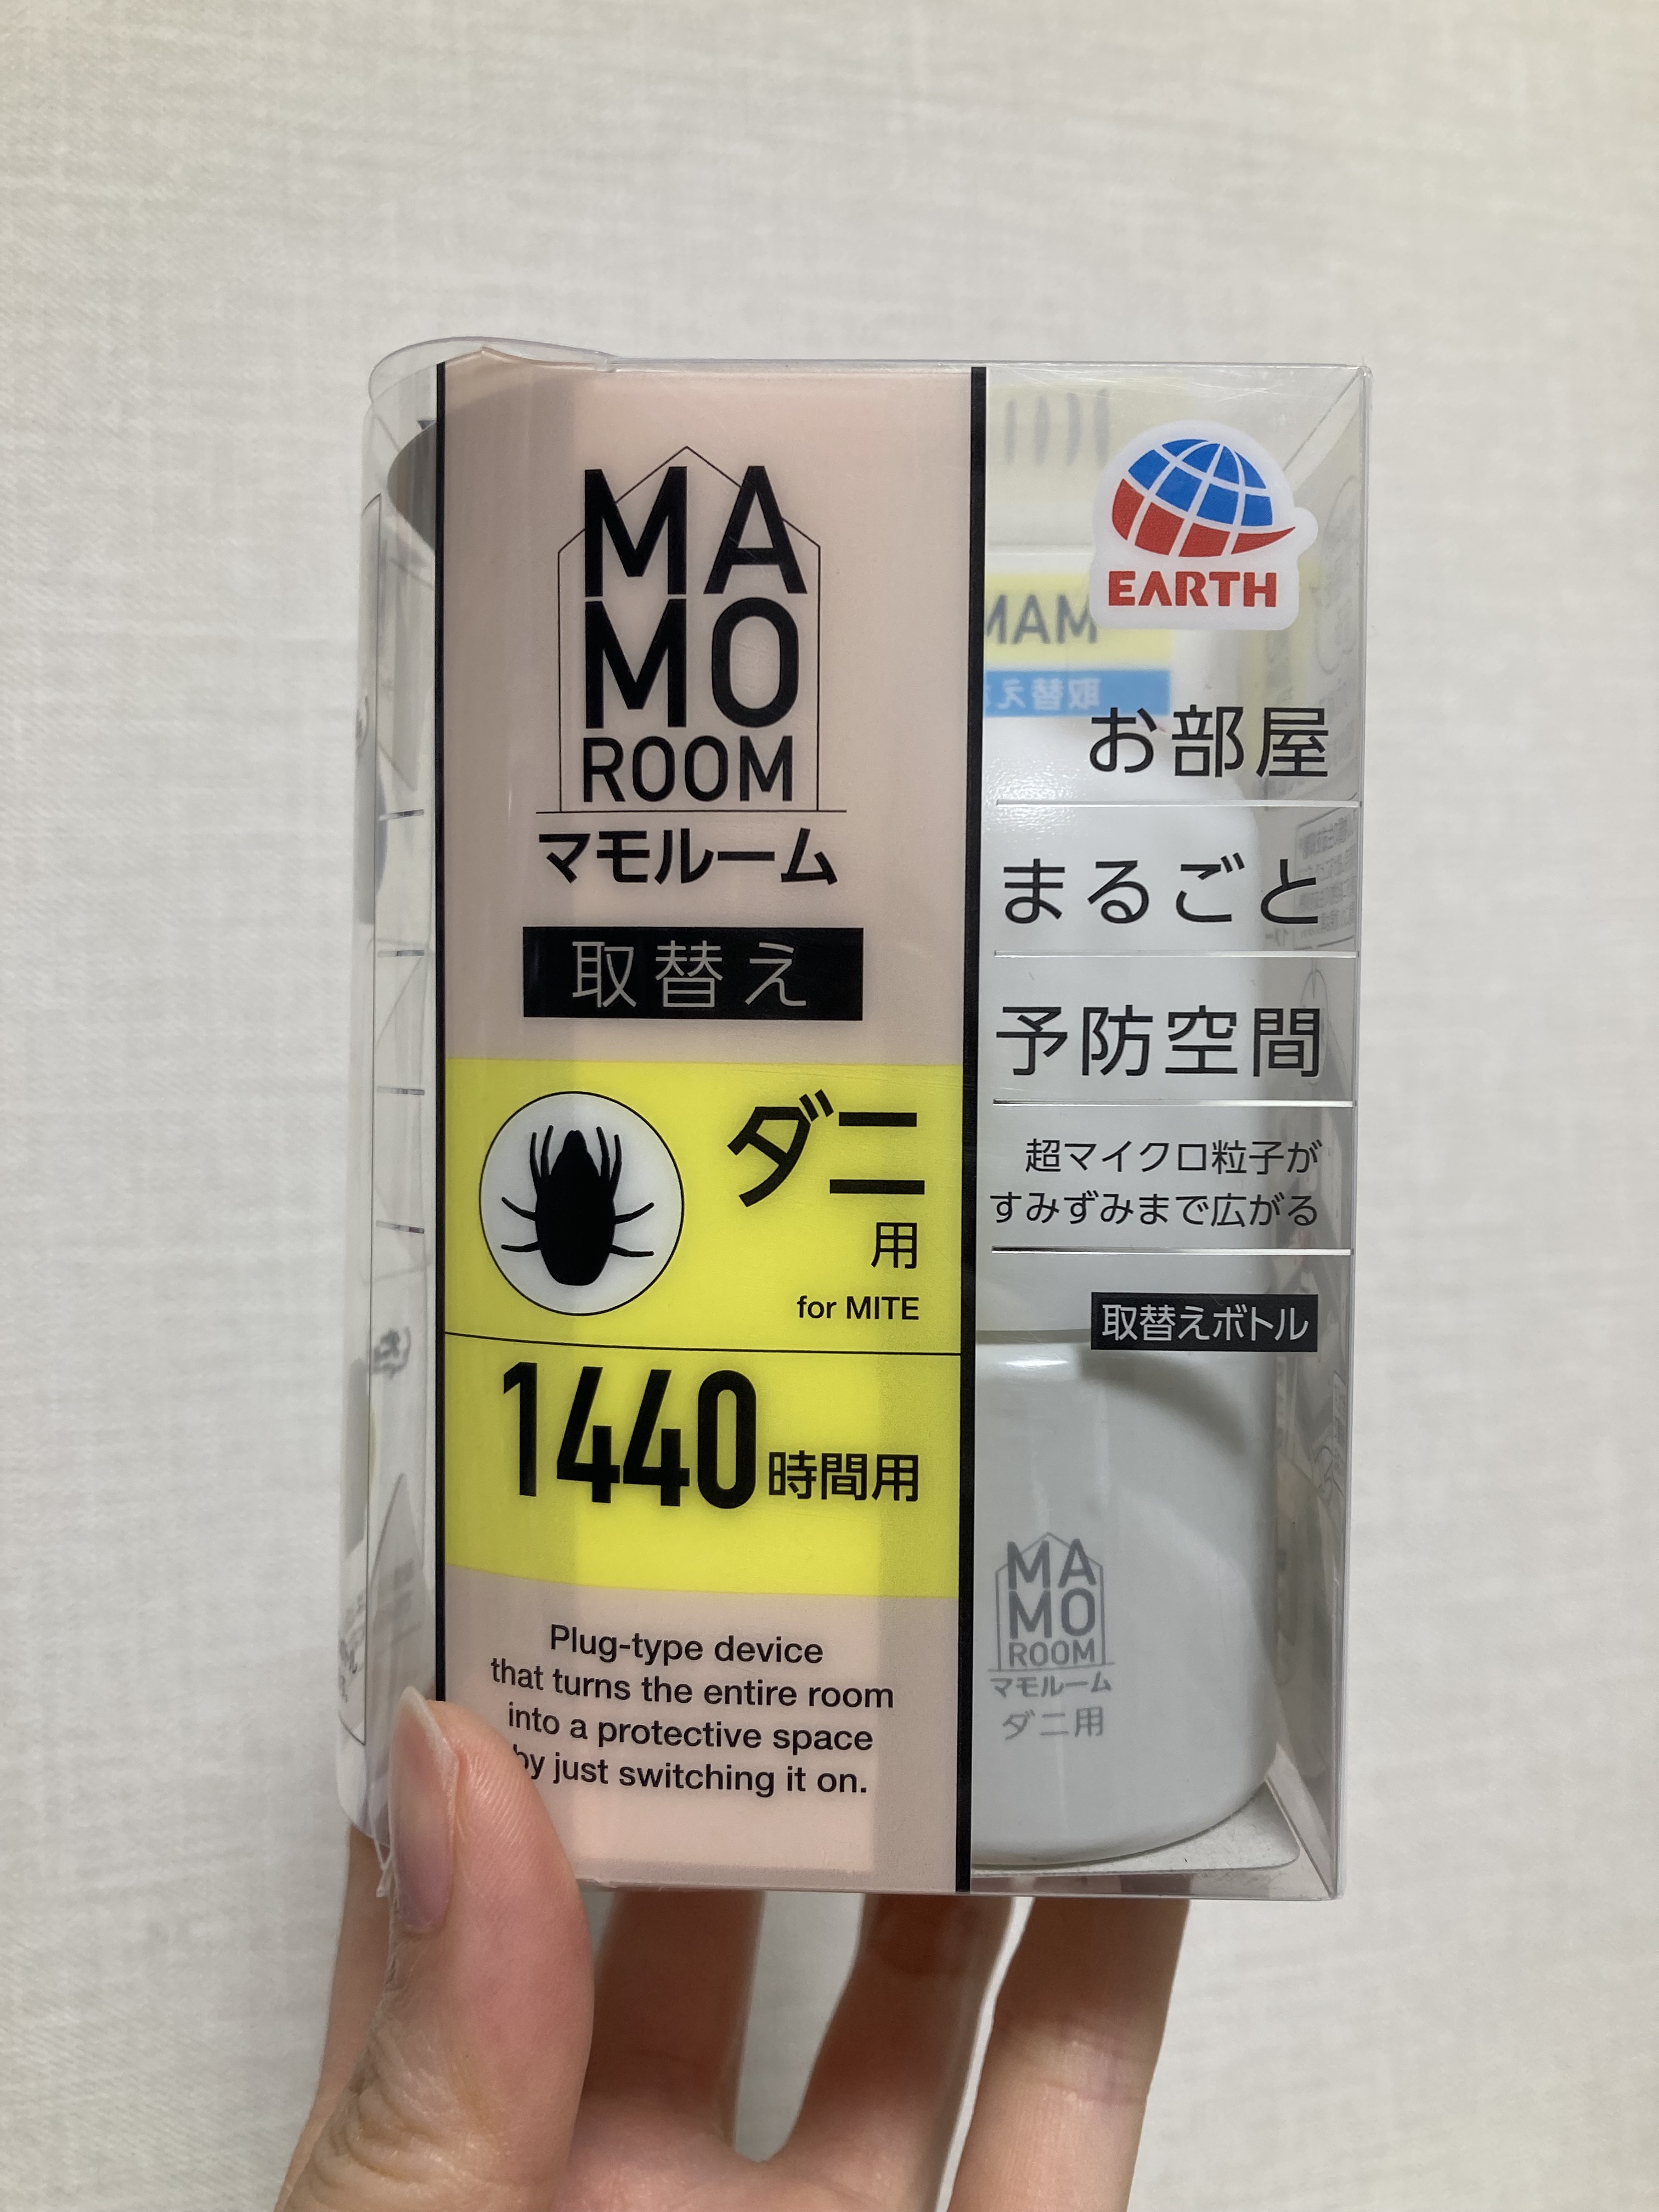 MA
MO
ROOM
マモルーム
取替え
ダニ
用
for MITE
1440時間用
Plug-type device
that turns the entire room
into a protective space
by just switching it on.
EARTH
MAM
取替え
お部屋
まるごと
予防空間
超マイクロ粒子が
すみずみまで広がる
取替えボトル
MA
MO
ROOM
マモルーム
ダニ用